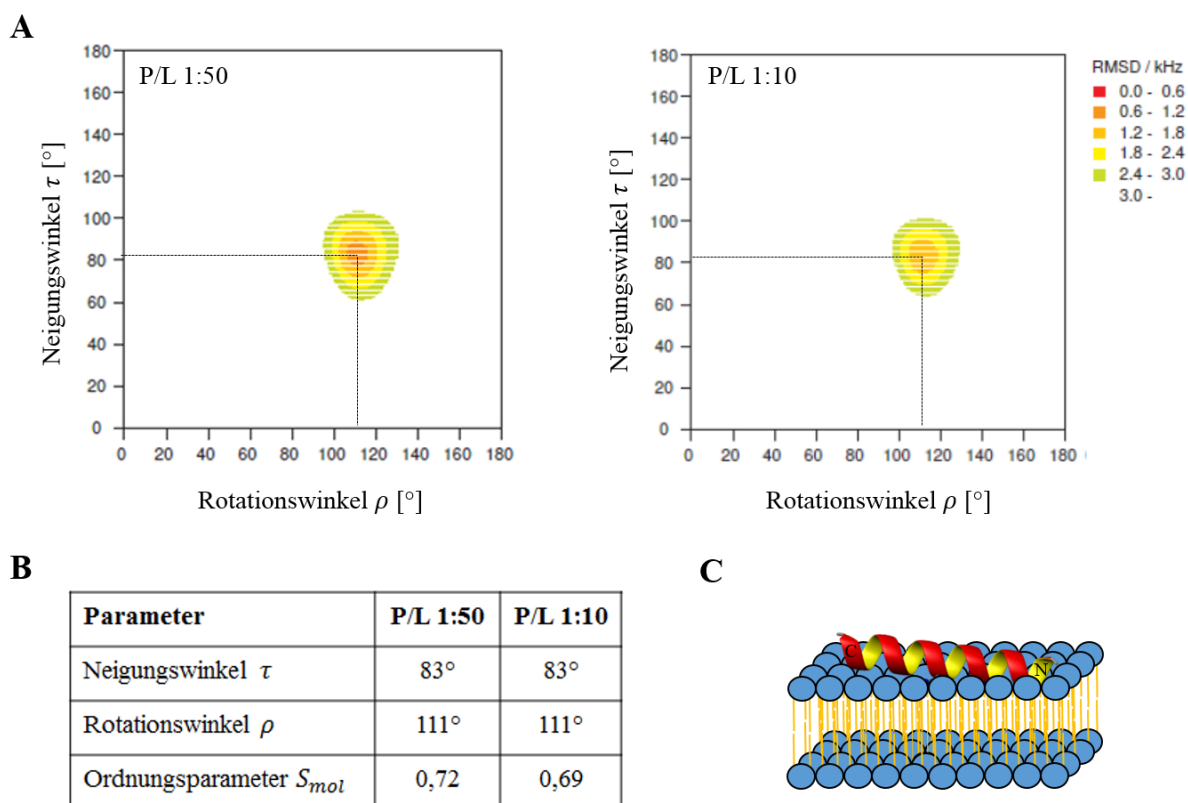 A
P/L 1:50
180
160
140
120
100
80
60
40
20
0
Neigungswinkel τ [°]
0 20 40 60 80 100 120 140 160 180
Rotationswinkel ρ [°]
P/L 1:10
180
160
140
120
100
80
60
40
20
0
Neigungswinkel τ [°]
0 20 40 60 80 100 120 140 160 180
Rotationswinkel ρ [°]
RMSD / kHz
0.0 - 0.6
0.6 - 1.2
1.2 - 1.8
1.8 - 2.4
2.4 - 3.0
3.0 -
B
Parameter P/L 1:50 P/L 1:10
Neigungswinkel τ 83° 83°
Rotationswinkel ρ 111° 111°
Ordnungsparameter Smol 0,72 0,69
C
C
N